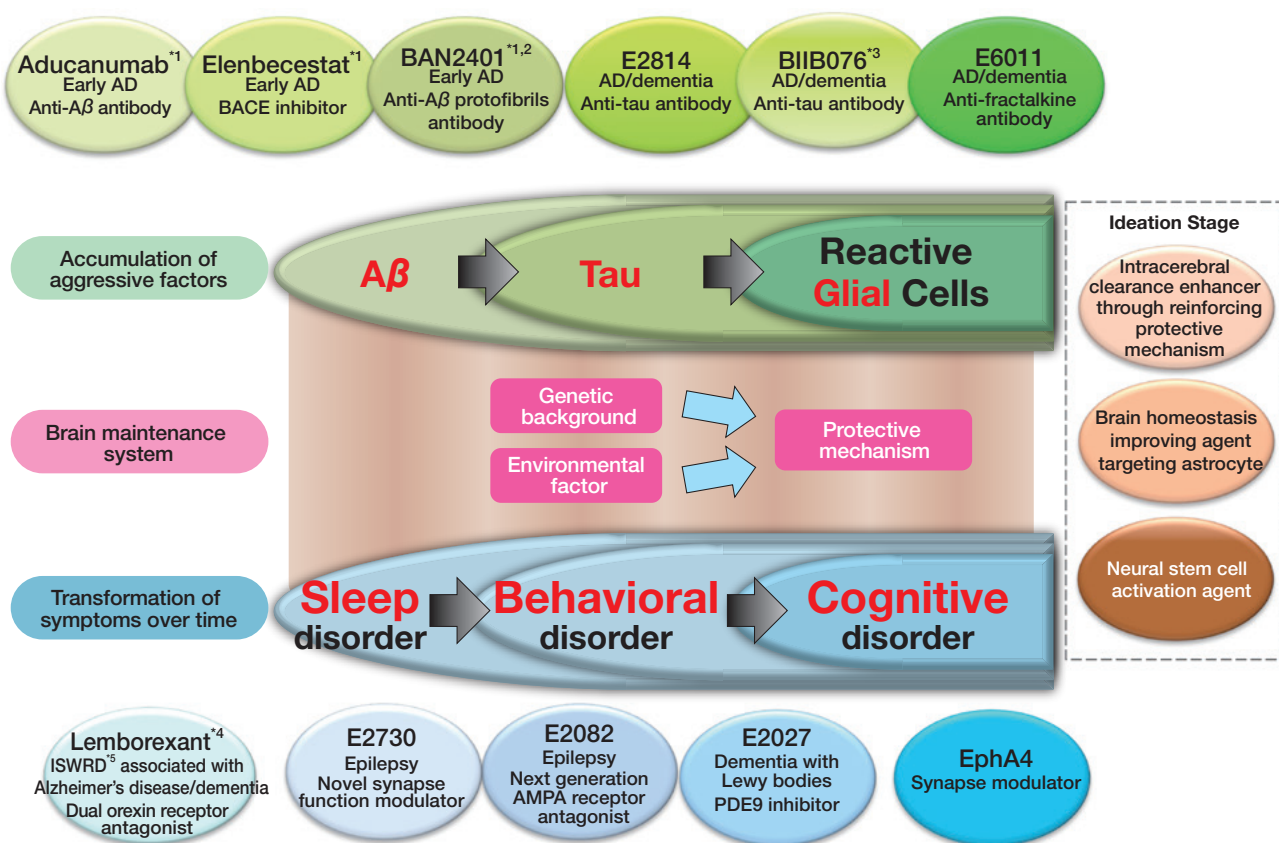 Aducanumab*1
Early AD
Anti-Aβ antibody
Elenbecestat*1
Early AD
BACE inhibitor
BAN2401*1,2
Early AD
Anti-Aβ protofibrils
antibody
E2814
AD/dementia
Anti-tau antibody
BIIB076*3
AD/dementia
Anti-tau antibody
E6011
AD/dementia
Anti-fractalkine
antibody
Accumulation of
aggressive factors
Aβ
Tau
Reactive
Glial Cells
Brain maintenance
system
Genetic
background
Environmental
factor
Protective
mechanism
Transformation of
symptoms over time
Sleep
disorder
Behavioral
disorder
Cognitive
disorder
Ideation Stage
Intracerebral
clearance enhancer
through reinforcing
protective
mechanism
Brain homeostasis
improving agent
targeting astrocyte
Neural stem cell
activation agent
Lemborexant*4
ISWRD*5 associated with
Alzheimer's disease/dementia
Dual orexin receptor
antagonist
E2730
Epilepsy
Novel synapse
function modulator
E2082
Epilepsy
Next generation
AMPA receptor
antagonist
E2027
Dementia with
Lewy bodies
PDE9 inhibitor
EphA4
Synapse modulator